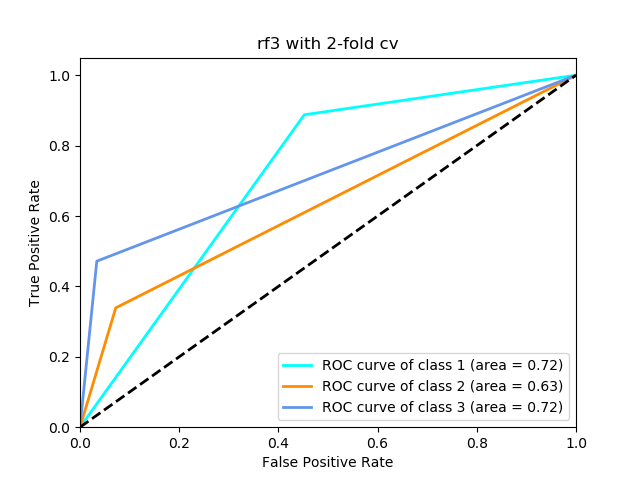 rf3 with 2-fold cv
True Positive Rate
1.0
0.8
0.6
0.4
0.2
0.0
ROC curve of class 1 (area = 0.72)
ROC curve of class 2 (area = 0.63)
ROC curve of class 3 (area = 0.72)
0.0 0.2 0.4 0.6 0.8 1.0
False Positive Rate